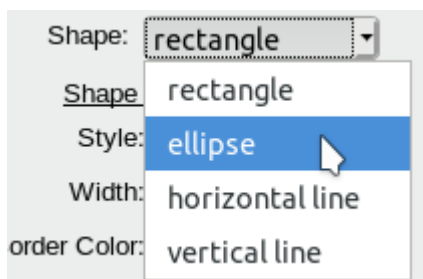 Shape: rectangle
rectangle
Shape
Style: ellipse
Width: horizontal line
order Color: vertical line